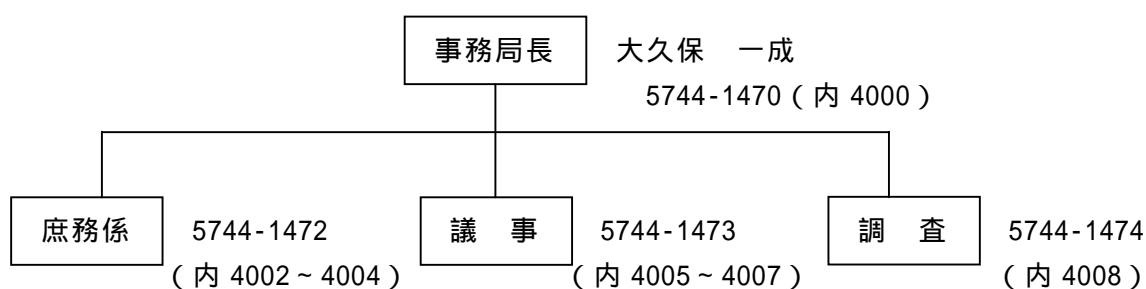 事務局長 大久保 一成
5744-1470（内 4000）
庶務係 5744-1472 議 事 5744-1473 調 査 5744-1474
（内 4002～4004） （内 4005～4007） （内 4008）